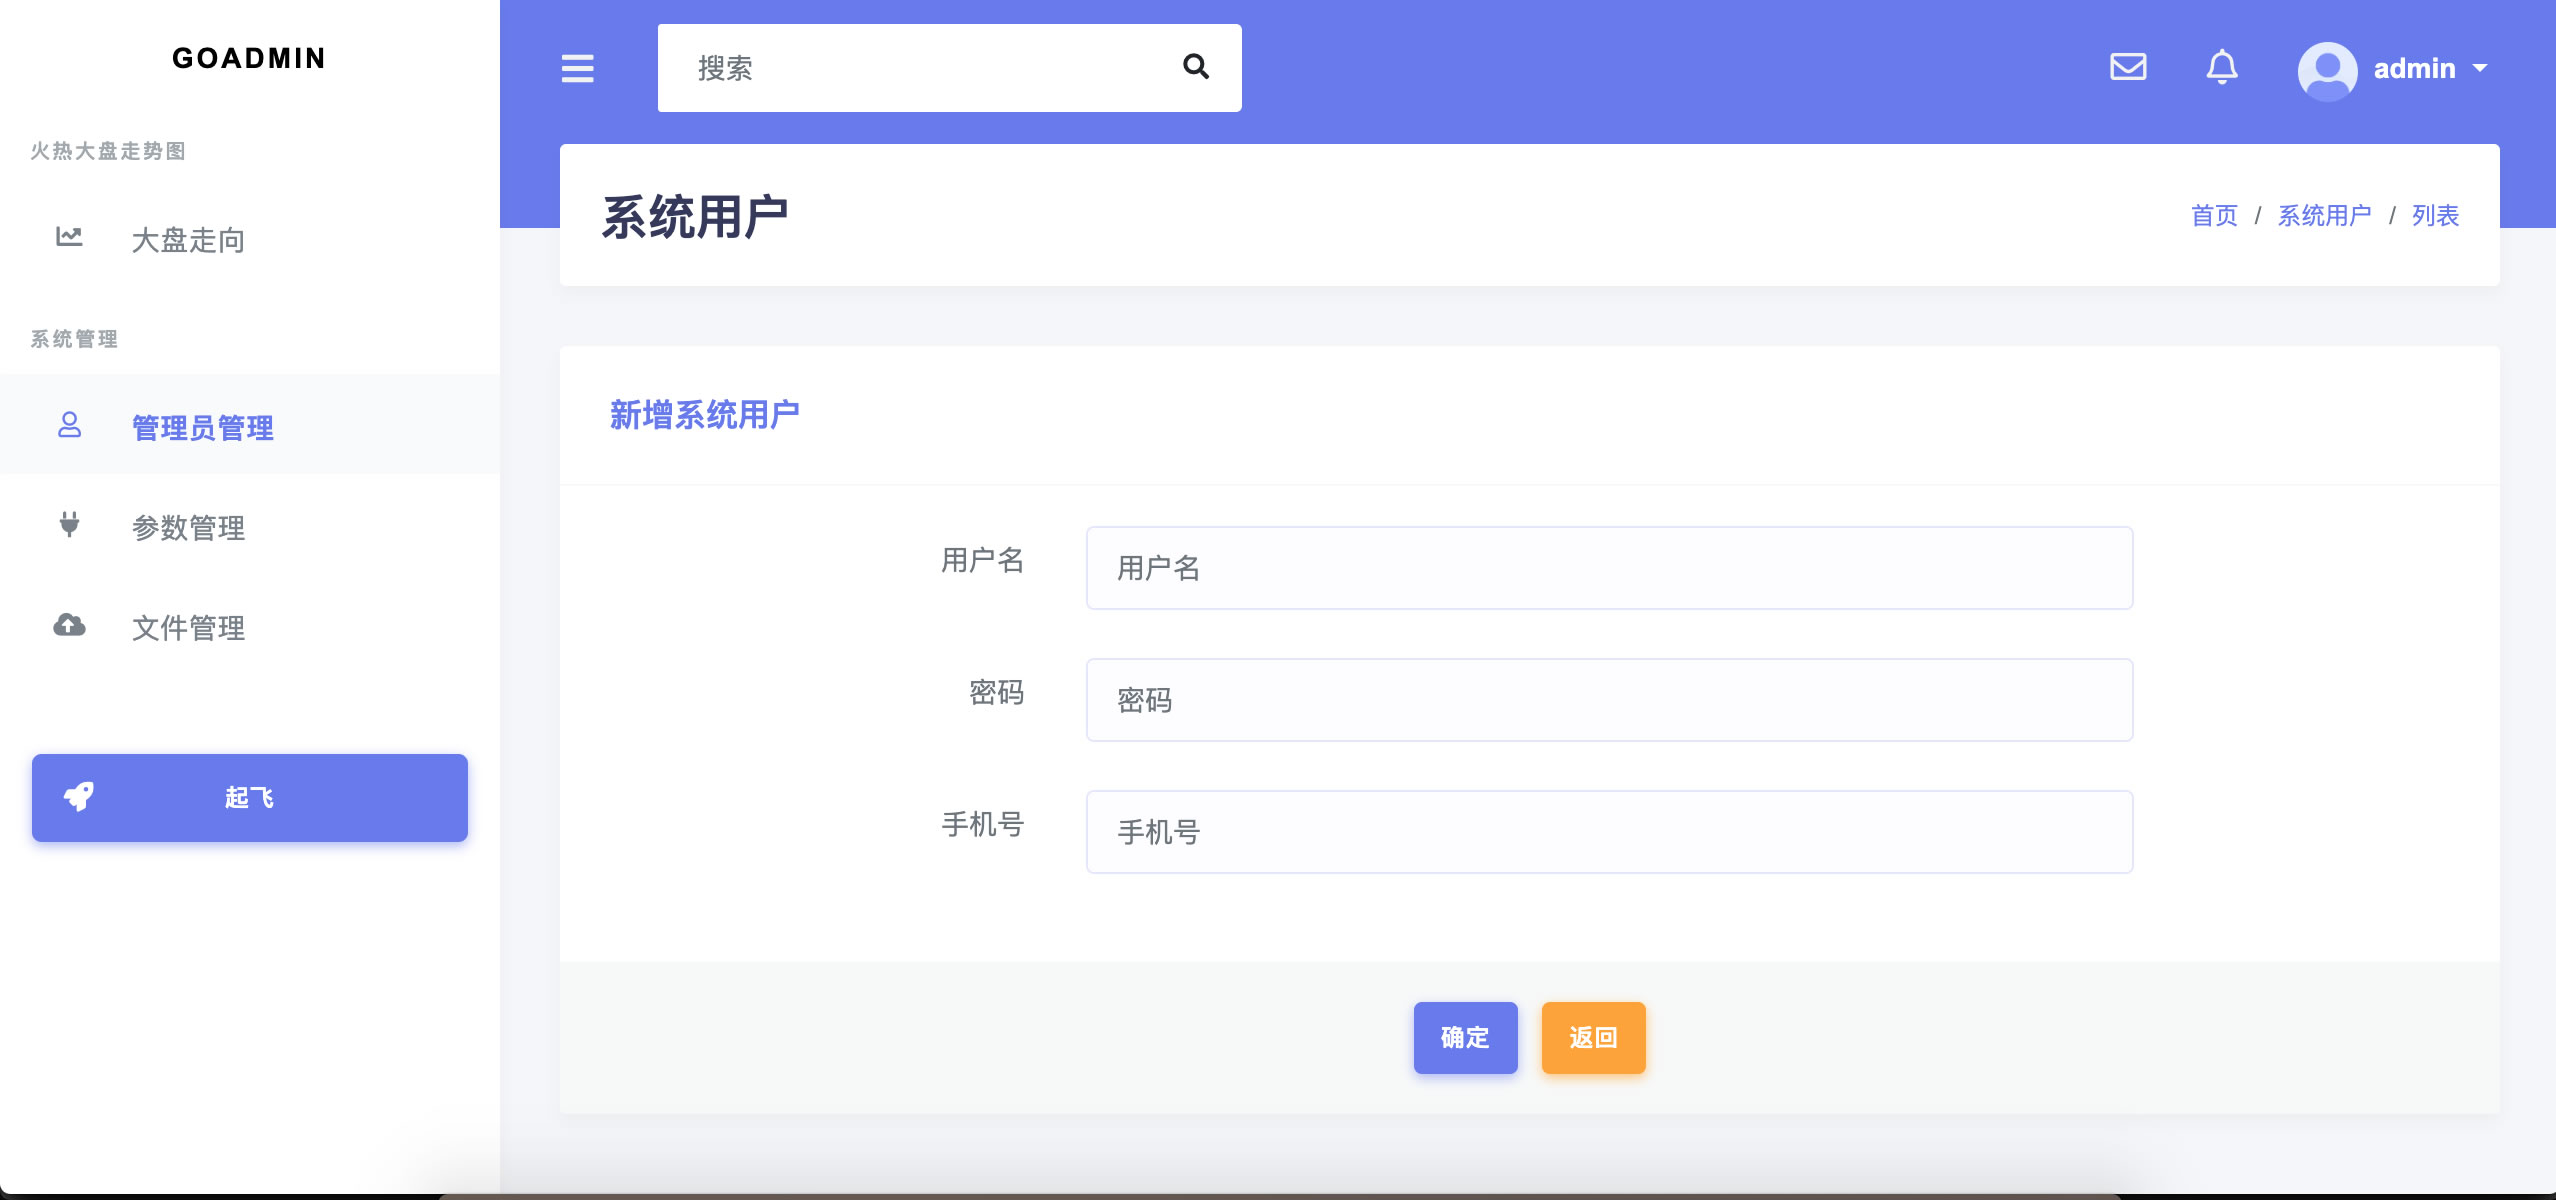 GOADMIN
火热大盘走势图
大盘走向
系统管理
管理员管理
参数管理
文件管理
起飞
搜索
admin
系统用户
首页 / 系统用户 / 列表
新增系统用户
用户名
用户名
密码
密码
手机号
手机号
确定
返回